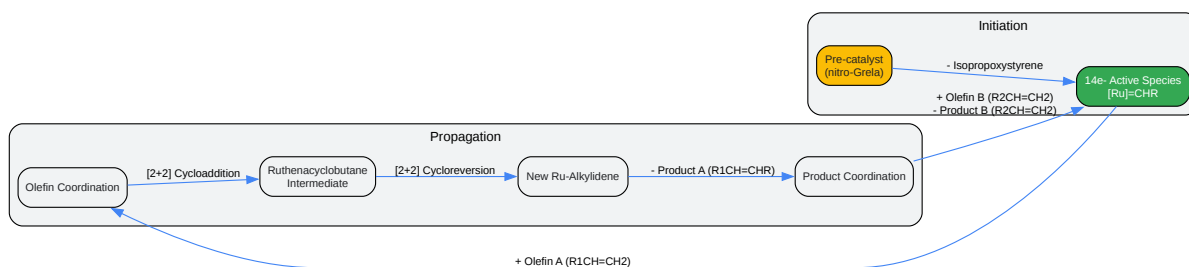 Initiation
Pre-catalyst
(nitro-Grela)
- Isopropoxystyrene
14e- Active Species
[Ru]=CHR
+ Olefin B (R2CH=CH2)
- Product B (R2CH=CH2)
Propagation
Olefin Coordination
[2+2] Cycloaddition
Ruthenacyclobutane
Intermediate
[2+2] Cycloreversion
New Ru-Alkylidene
- Product A (R1CH=CHR)
Product Coordination
+ Olefin A (R1CH=CH2)